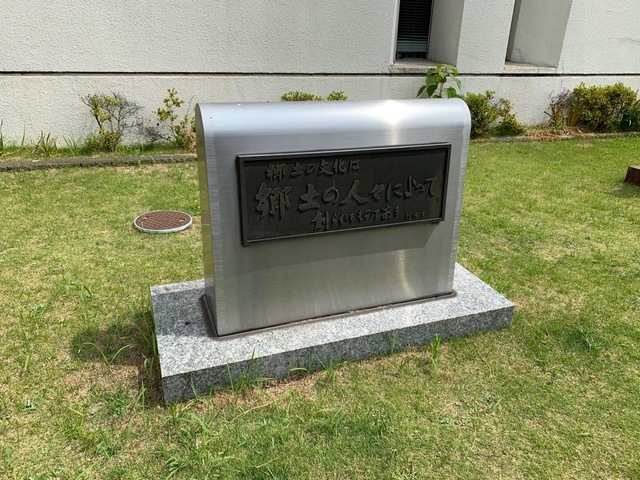 郷土の文化は
郷土の人々に依って
創られるものである